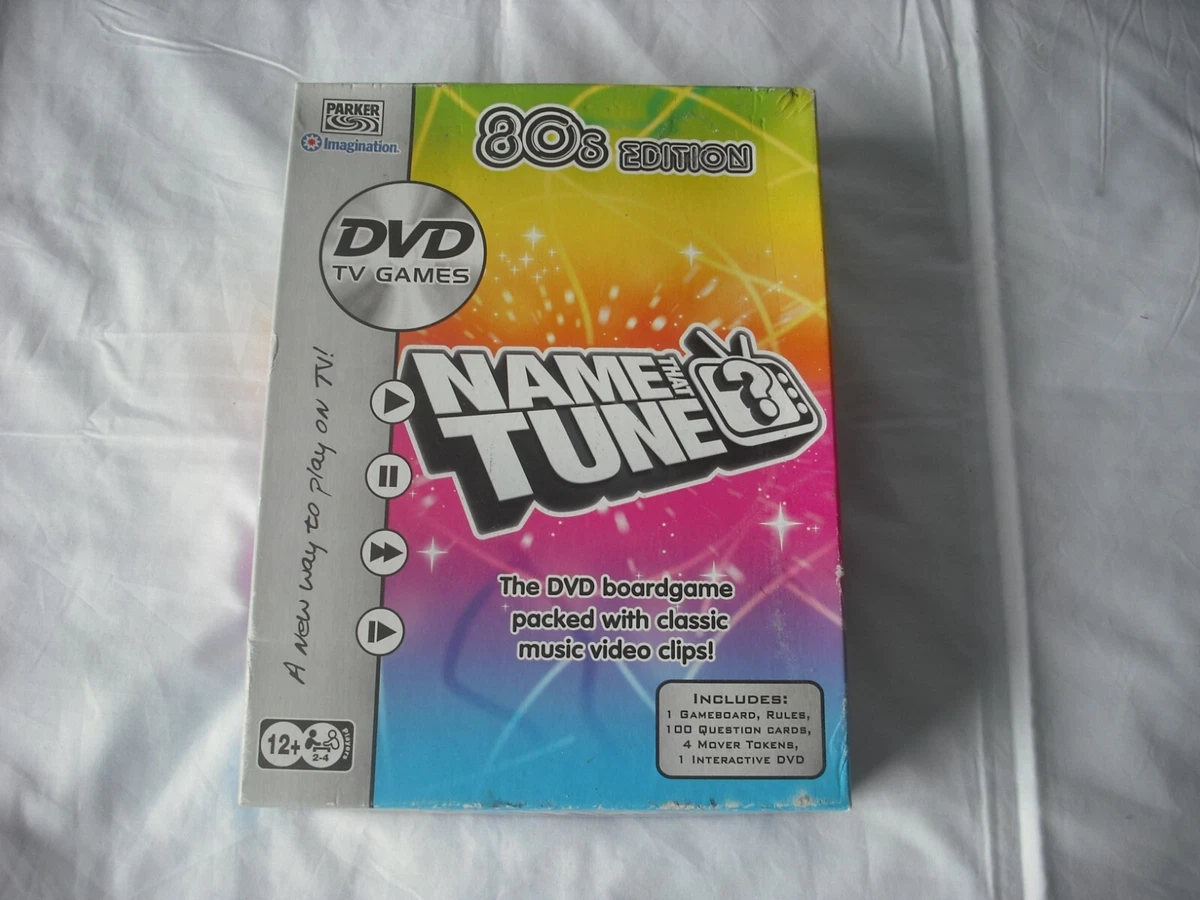 PARKER
Imagination.
80s EDITION
DVD
TV GAMES
NAME THAT
TUNE ?
A New way to play on TV!
The DVD boardgame
packed with classic
music video clips!
INCLUDES:
1 GAMEBOARD, RULES,
100 QUESTION CARDS,
4 MOVER TOKENS,
1 INTERACTIVE DVD
12+
2-4
players